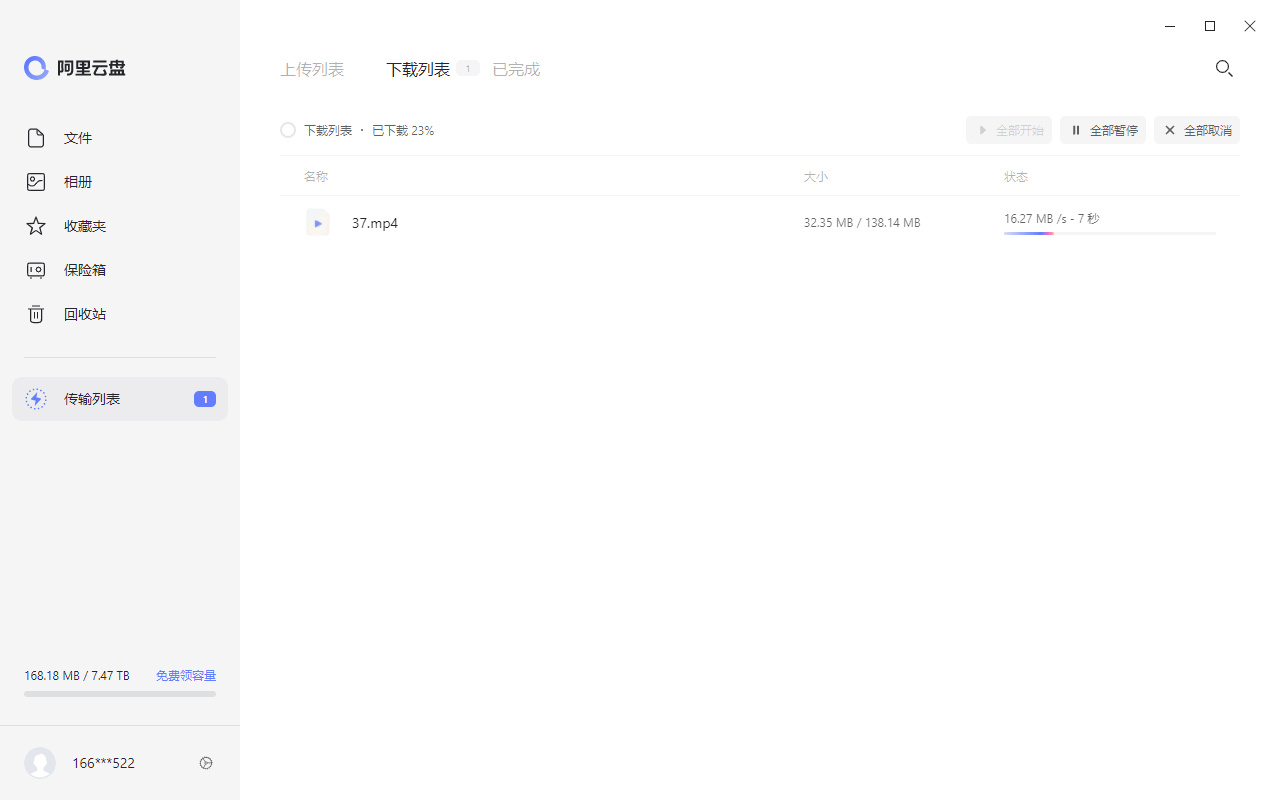 阿里云盘
文件
相册
收藏夹
保险箱
回收站
传输列表 1
168.18 MB / 7.47 TB 免费领容量
166***522
上传列表 下载列表 1 已完成
下载列表 · 已下载 23% 全部开始 全部暂停 全部取消
名称 大小 状态
37.mp4 32.35 MB / 138.14 MB 16.27 MB /s - 7 秒